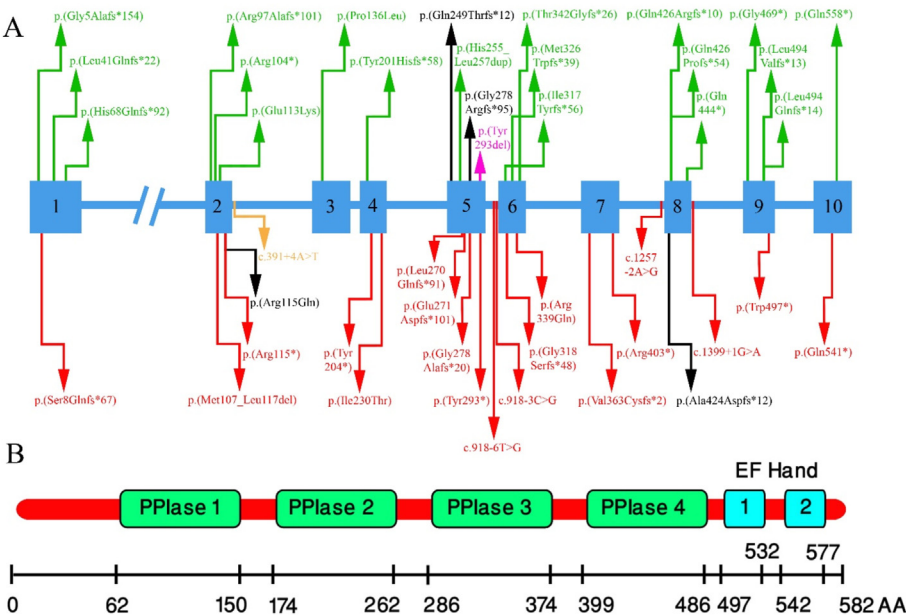 A
p.(Gly5Alafs*154)
p.(Leu41Glnfs*22)
p.(His68Glnfs*92)
p.(Arg97Alafs*101)
p.(Arg104*)
p.(Glu113Lys)
p.(Pro136Leu)
p.(Tyr201Hisfs*58)
p.(Gln249Thrfs*12)
p.(His255_
Leu257dup)
p.(Gly278
Argfs*95)
p.(Tyr
293del)
p.(Thr342Glyfs*26)
p.(Met326
Trpfs*39)
p.(Ile317
Tyrfs*56)
p.(Gln426Argfs*10)
p.(Gln426
Profs*54)
p.(Gln
444*)
p.(Gly469*)
p.(Leu494
Valfs*13)
p.(Leu494
Glnfs*14)
p.(Gln558*)
1 2 3 4 5 6 7 8 9 10
c.391+4A>T
p.(Arg115Gln)
p.(Arg115*)
p.(Ser8Glnfs*67)
p.(Met107_Leu117del)
p.(Tyr
204*)
p.(Ile230Thr)
p.(Leu270
Glnfs*91)
p.(Glu271
Aspfs*101)
p.(Gly278
Alafs*20)
p.(Tyr293*)
c.918-6T>G
c.918-3C>G
p.(Gly318
Serfs*48)
p.(Arg
339Gln)
p.(Val363Cysfs*2)
p.(Arg403*)
c.1257
-2A>G
p.(Ala424Aspfs*12)
c.1399+1G>A
p.(Trp497*)
p.(Gln541*)
B
EF Hand
PPIase 1 PPIase 2 PPIase 3 PPIase 4 1 2
532 577
0 62 150 174 262 286 374 399 486 497 542 582 AA